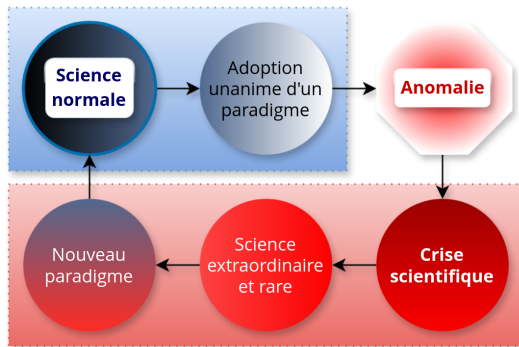 Science
normale
Adoption
unanime d'un
paradigme
Anomalie
Crise
scientifique
Science
extraordinaire
et rare
Nouveau
paradigme